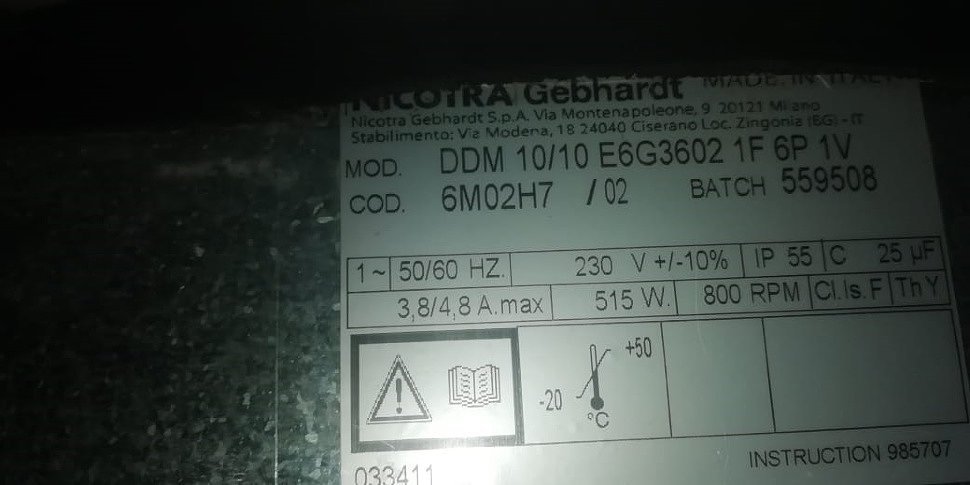 NICOTRA Gebhardt MADE IN ITALY
Nicotra Gebhardt S.p.A. Via Montenapoleone, 9 20121 Milano
Stabilimento: Via Modena, 18 24040 Ciserano Loc. Zingonia (BG) - IT
MOD. DDM 10/10 E6G3602 1F 6P 1V
COD. 6M02H7 /02 BATCH 559508
1~ 50/60 HZ. 230 V +/-10% IP 55 C 25 µF
3,8/4,8 A.max 515 W. 800 RPM Cl.Is. F Th Y
-20 +50
°C
033411 INSTRUCTION 985707